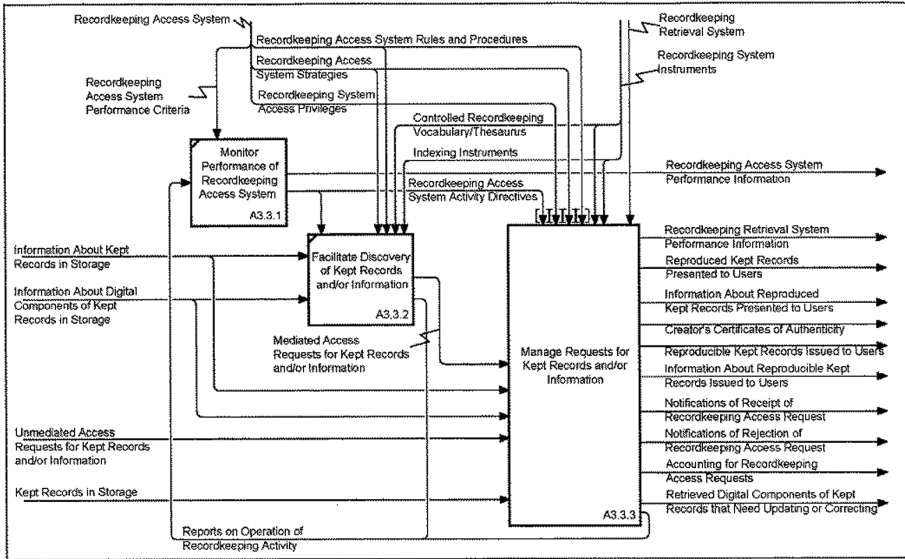 Recordkeeping Access System
Recordkeeping
Retrieval System
Recordkeeping Access System Rules and Procedures
Recordkeeping Access
System Strategies
Recordkeeping System
Instruments
Recordkeeping
Access System
Performance Criteria
Recordkeeping System
Access Privileges
Controlled Recordkeeping
Vocabulary/Thesaurus
Indexing Instruments
Monitor
Performance of
Recordkeeping
Access System
A3.3.1
Recordkeeping Access System
Performance Information
Recordkeeping Access
System Activity Directives
Information About Kept
Records in Storage
Information About Digital
Components of Kept
Records in Storage
Facilitate Discovery
of Kept Records
and/or Information
A3.3.2
Mediated Access
Requests for Kept Records
and/or Information
Unmediated Access
Requests for Kept Records
and/or Information
Kept Records in Storage
Manage Requests for
Kept Records and/or
Information
A3.3.3
Recordkeeping Retrieval System
Performance Information
Reproduced Kept Records
Presented to Users
Information About Reproduced
Kept Records Presented to Users
Creator's Certificates of Authenticity
Reproducible Kept Records Issued to Users
Information About Reproducible Kept
Records Issued to Users
Notifications of Receipt of
Recordkeeping Access Request
Notifications of Rejection of
Recordkeeping Access Request
Accounting for Recordkeeping
Access Requests
Retrieved Digital Components of Kept
Records that Need Updating or Correcting
Reports on Operation of
Recordkeeping Activity